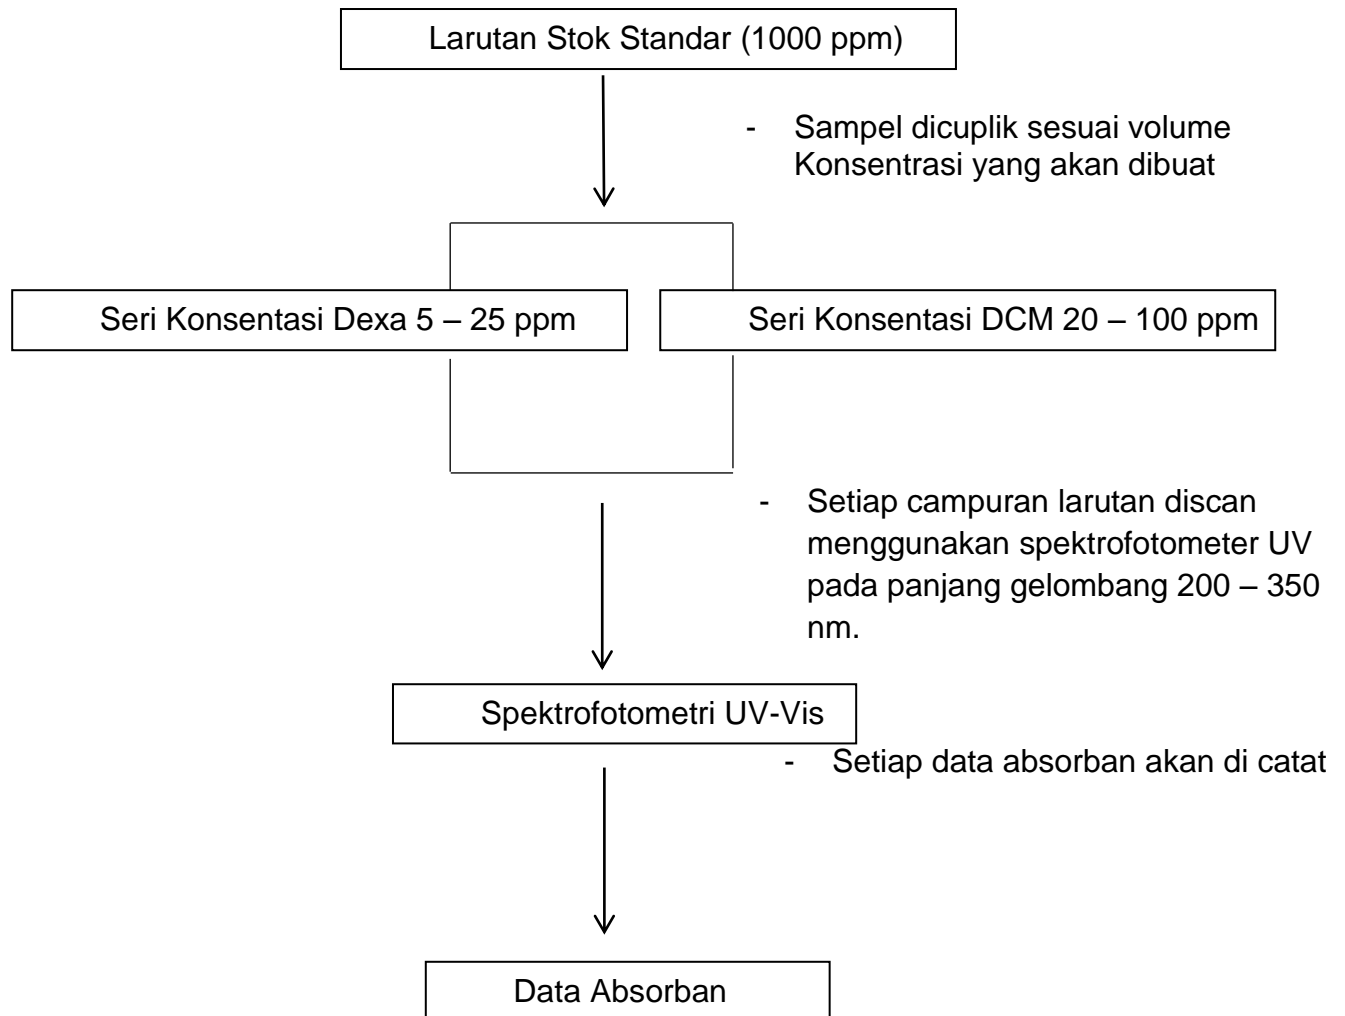 Larutan Stok Standar (1000 ppm)
- Sampel dicuplik sesuai volume
Konsentrasi yang akan dibuat
Seri Konsentasi Dexa 5 – 25 ppm
Seri Konsentasi DCM 20 – 100 ppm
- Setiap campuran larutan discan
menggunakan spektrofotometer UV
pada panjang gelombang 200 – 350
nm.
Spektrofotometri UV-Vis
- Setiap data absorban akan di catat
Data Absorban